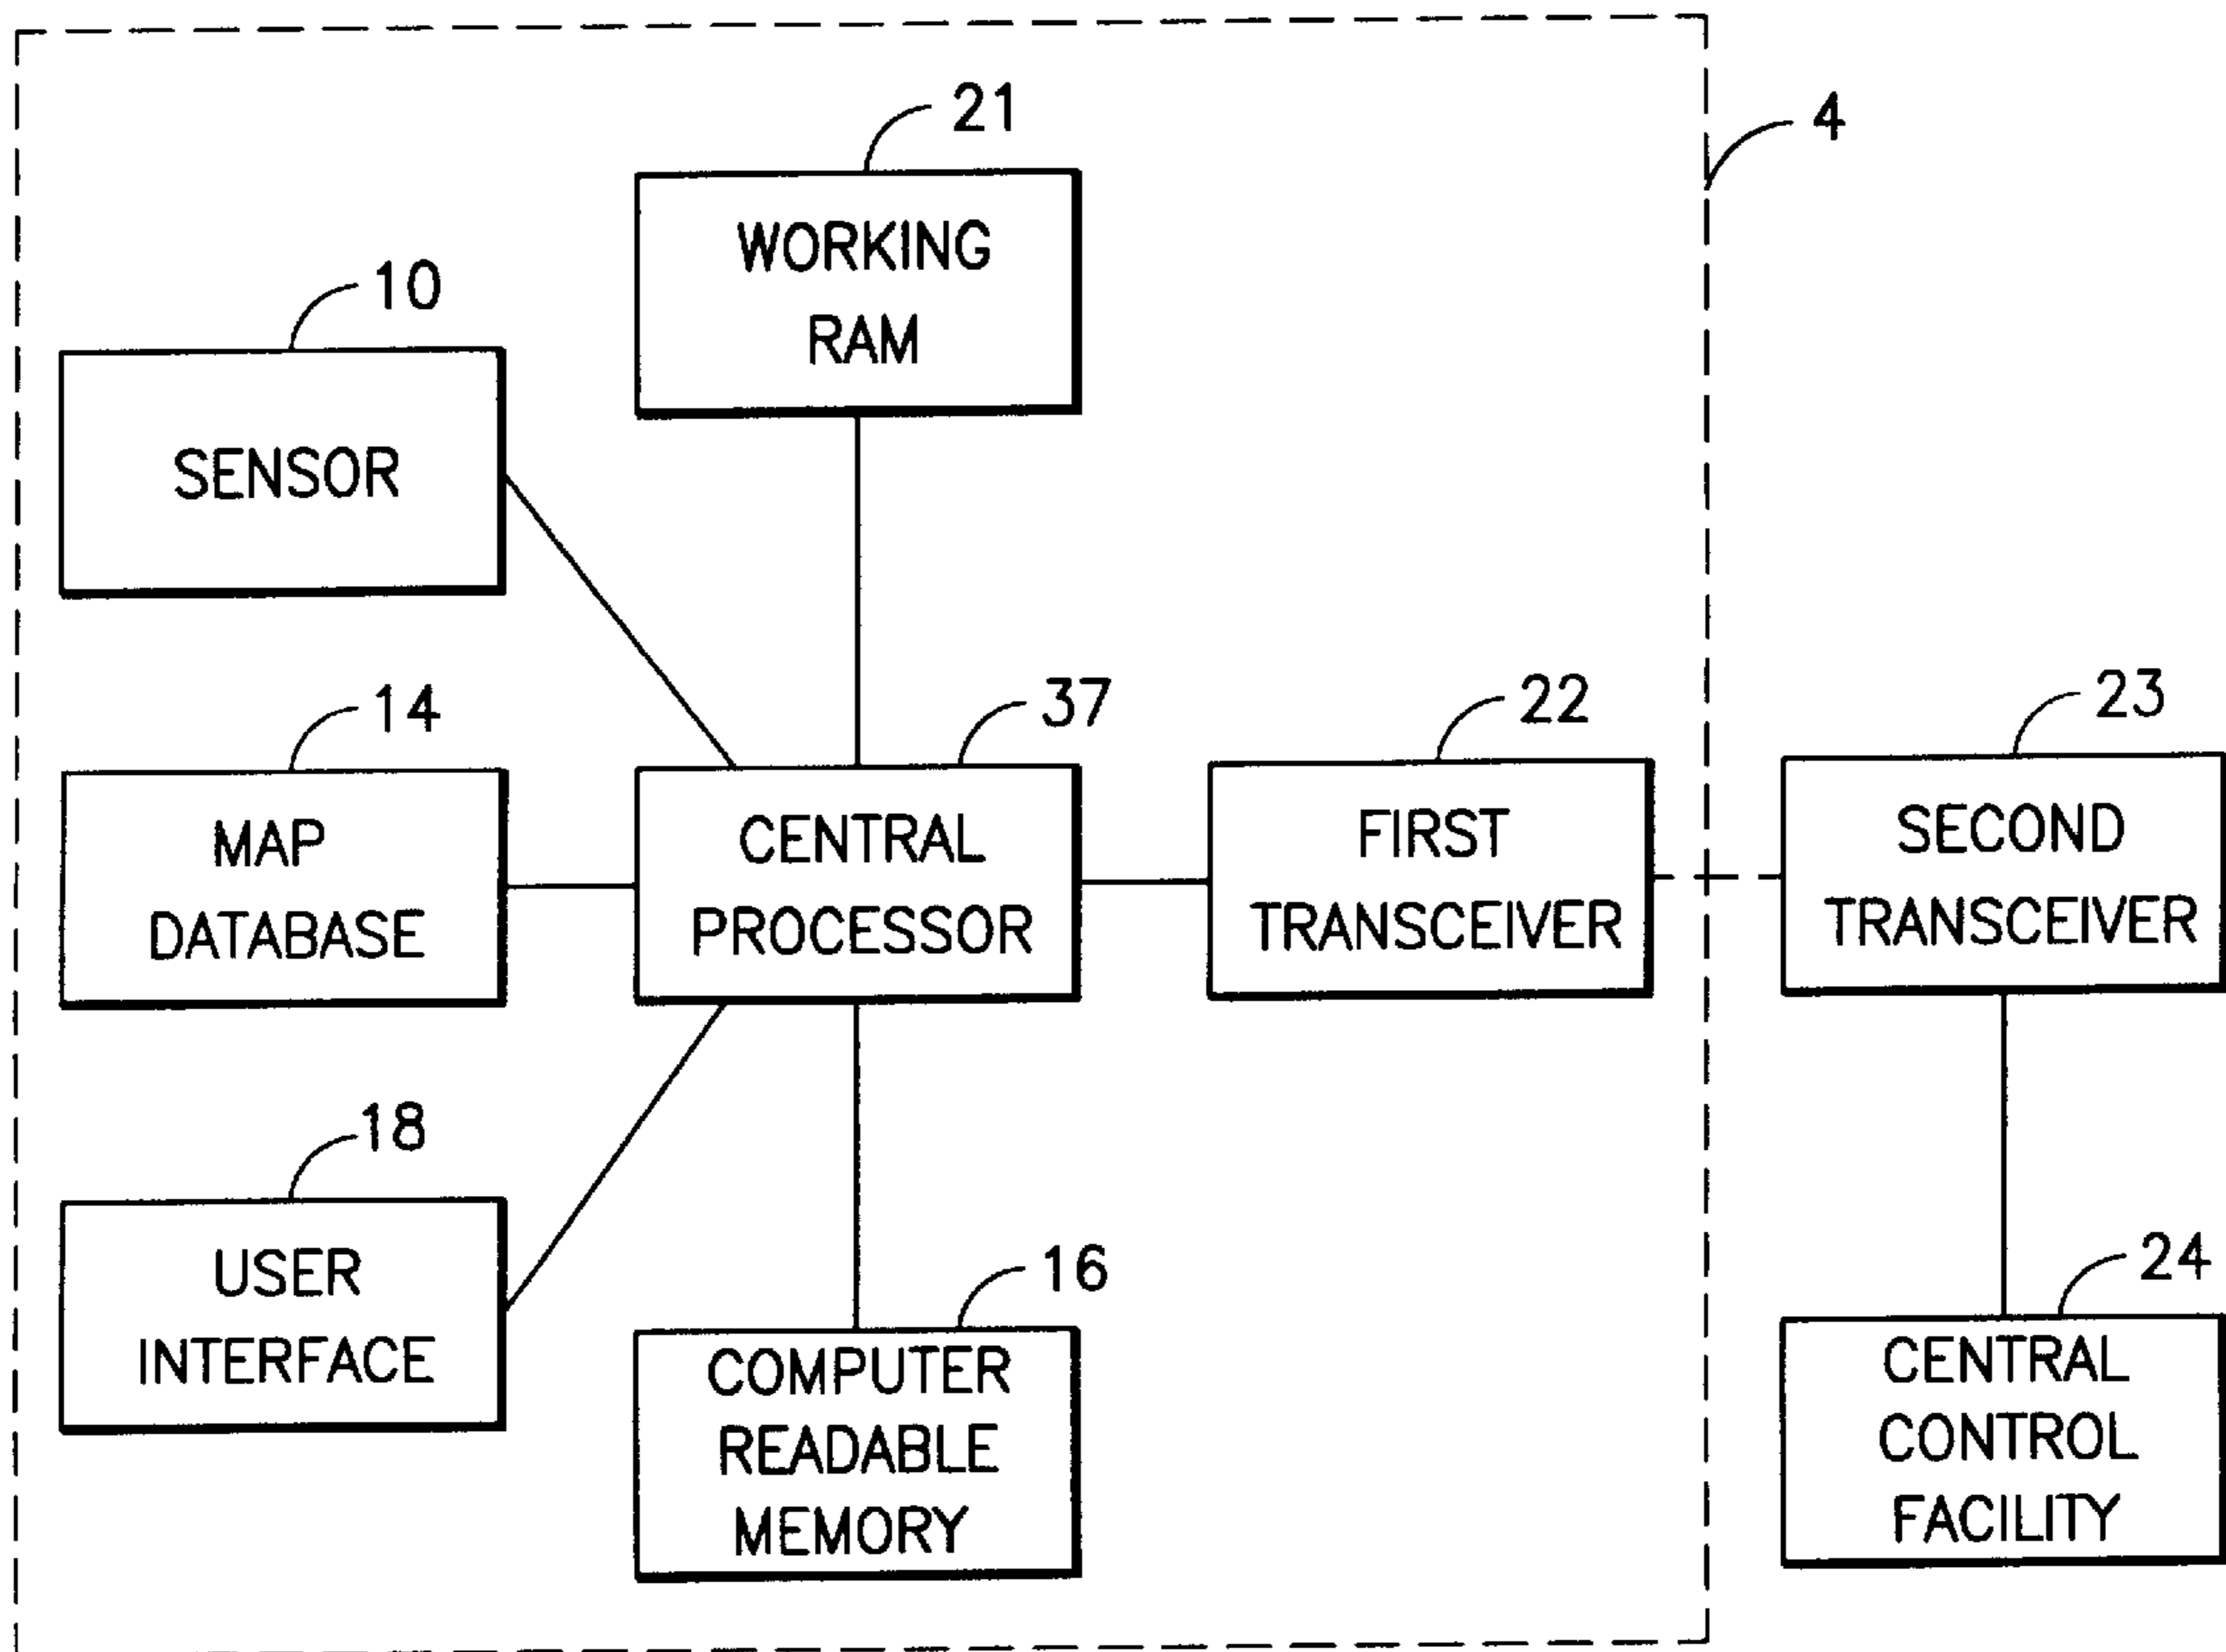 21
4
WORKING
RAM
10
SENSOR
14
MAP
DATABASE
37
CENTRAL
PROCESSOR
22
FIRST
TRANSCEIVER
23
SECOND
TRANSCEIVER
18
USER
INTERFACE
16
COMPUTER
READABLE
MEMORY
24
CENTRAL
CONTROL
FACILITY